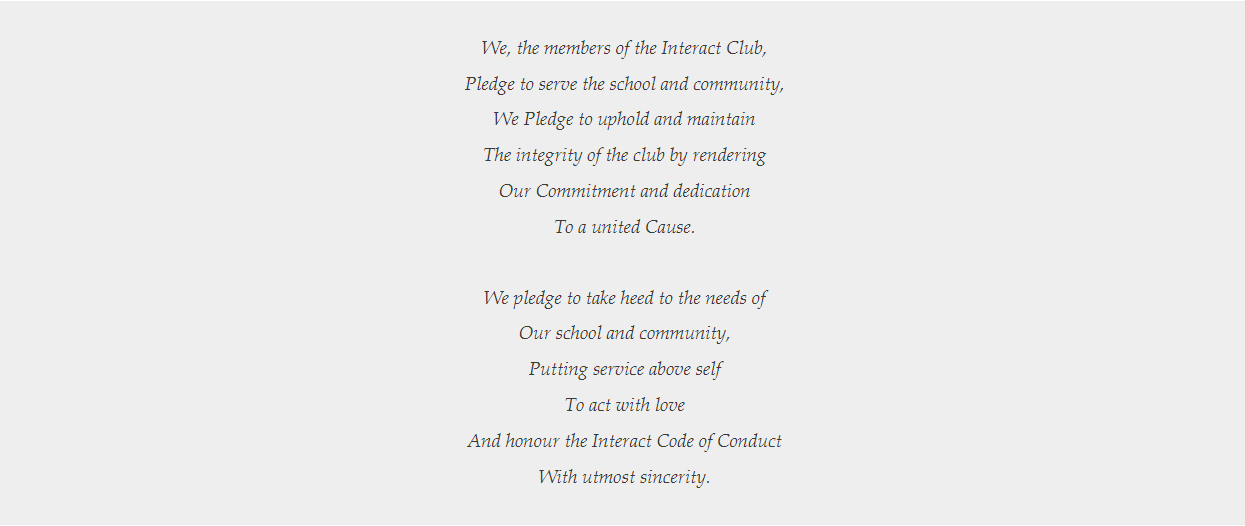 We, the members of the Interact Club,
Pledge to serve the school and community,
We Pledge to uphold and maintain
The integrity of the club by rendering
Our Commitment and dedication
To a united Cause.
We pledge to take heed to the needs of
Our school and community,
Putting service above self
To act with love
And honour the Interact Code of Conduct
With utmost sincerity.